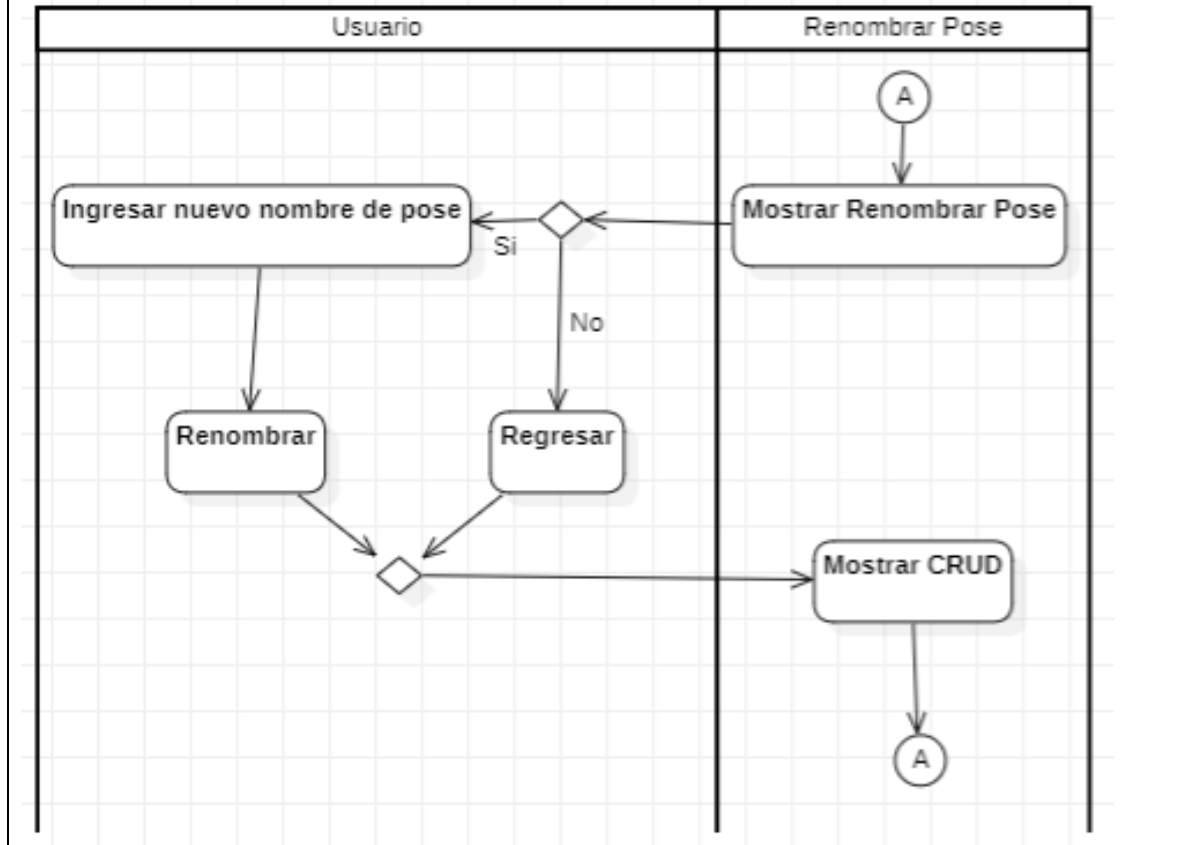 Usuario
Renombrar Pose
A
Ingresar nuevo nombre de pose
Si
Mostrar Renombrar Pose
No
Renombrar
Regresar
Mostrar CRUD
A